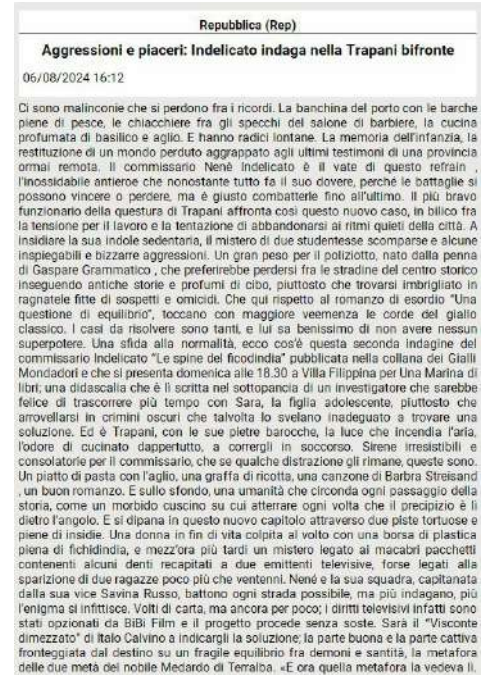 Repubblica (Rep)
Aggressioni e piaceri: Indelicato indaga nella Trapani bifronte
06/08/2024 16:12
Ci sono malinconie che si perdono fra i ricordi. La banchina del porto con le barche
piene di pesce, le chiacchiere fra gli specchi del salone di barbiere, la cucina
profumata di basilico e aglio. E hanno radici lontane. La memoria dell'infanzia, la
restituzione di un mondo perduto aggrappato agli ultimi testimoni di una provincia
ormai remota. Il commissario Nenè Indelicato è il vate di questo refrain ,
l'inossidabile antieroe che nonostante tutto fa il suo dovere, perché le battaglie si
possono vincere o perdere, ma è giusto combatterle fino all'ultimo. Il più bravo
funzionario della questura di Trapani affronta così questo nuovo caso, in bilico fra
la tensione per il lavoro e la tentazione di abbandonarsi ai ritmi quieti della città. A
insidiare la sua indole sedentaria, il mistero di due studentesse scomparse e alcune
inspiegabili e bizzarre aggressioni. Un gran peso per il poliziotto, nato dalla penna
di Gaspare Grammatico , che preferirebbe perdersi fra le stradine del centro storico
inseguendo antiche storie e profumi di cibo, piuttosto che trovarsi imbrigliato in
ragnatele fitte di sospetti e omicidi. Che qui rispetto al romanzo di esordio "Una
questione di equilibrio", toccano con maggiore veemenza le corde del giallo
classico. I casi da risolvere sono tanti, e lui sa benissimo di non avere nessun
superpotere. Una sfida alla normalità, ecco cos'è questa seconda indagine del
commissario Indelicato "Le spine del ficodindia" pubblicata nella collana dei Gialli
Mondadori e che si presenta domenica alle 18.30 a Villa Filippina per Una Marina di
libri; una didascalia che è lì scritta nel sottopancia di un investigatore che sarebbe
felice di trascorrere più tempo con Sara, la figlia adolescente, piuttosto che
arrovellarsi in crimini oscuri che talvolta lo svelano inadeguato a trovare una
soluzione. Ed è Trapani, con le sue pietre barocche, la luce che incendia l'aria,
l'odore di cucinato dappertutto, a corrergli in soccorso. Sirene irresistibili e
consolatorie per il commissario, che se qualche distrazione gli rimane, queste sono.
Un piatto di pasta con l'aglio, una graffa di ricotta, una canzone di Barbra Streisand
, un buon romanzo. E sullo sfondo, una umanità che circonda ogni passaggio della
storia, come un morbido cuscino su cui atterrare ogni volta che il precipizio è lì
dietro l'angolo. E si dipana in questo nuovo capitolo attraverso due piste tortuose e
piene di insidie. Una donna in fin di vita colpita al volto con una borsa di plastica
piena di fichidindia, e mezz'ora più tardi un mistero legato ai macabri pacchetti
contenenti alcuni denti recapitati a due emittenti televisive, forse legati alla
sparizione di due ragazze poco più che ventenni. Nenè e la sua squadra, capitanata
dalla sua vice Savina Russo, battono ogni strada possibile, ma più indagano, più
l'enigma si infittisce. Volti di carta, ma ancora per poco; i diritti televisivi infatti sono
stati opzionati da BiBi Film e il progetto procede senza soste. Sarà il "Visconte
dimezzato" di Italo Calvino a indicargli la soluzione; la parte buona e la parte cattiva
fronteggiata dal destino su un fragile equilibrio fra demoni e santità, la metafora
delle due metà del nobile Medardo di Terralba. «E ora quella metafora la vedeva lì.